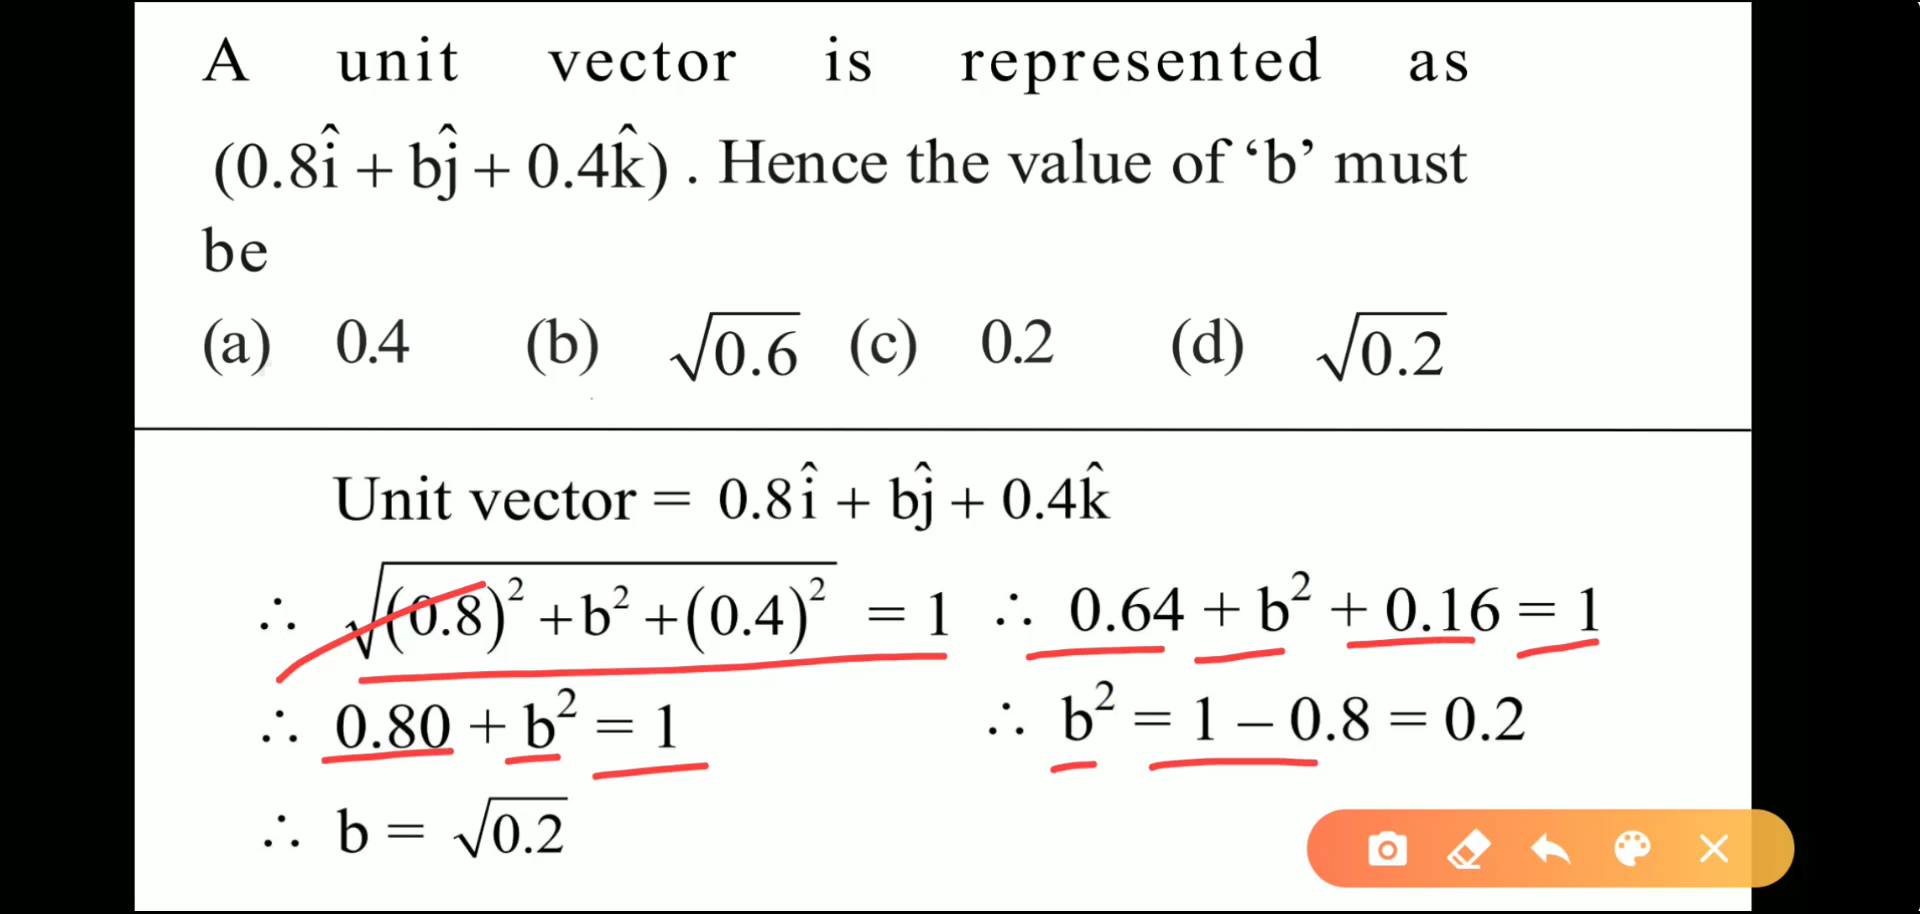 A unit vector is represented as
(0.8î + bĵ + 0.4k̂) . Hence the value of ‘b’ must
be
(a) 0.4 (b) √0.6 (c) 0.2 (d) √0.2
Unit vector = 0.8î + bĵ + 0.4k̂
∴ √((0.8)² + b² + (0.4)²) = 1 ∴ 0.64 + b² + 0.16 = 1
∴ 0.80 + b² = 1 ∴ b² = 1 – 0.8 = 0.2
∴ b = √0.2